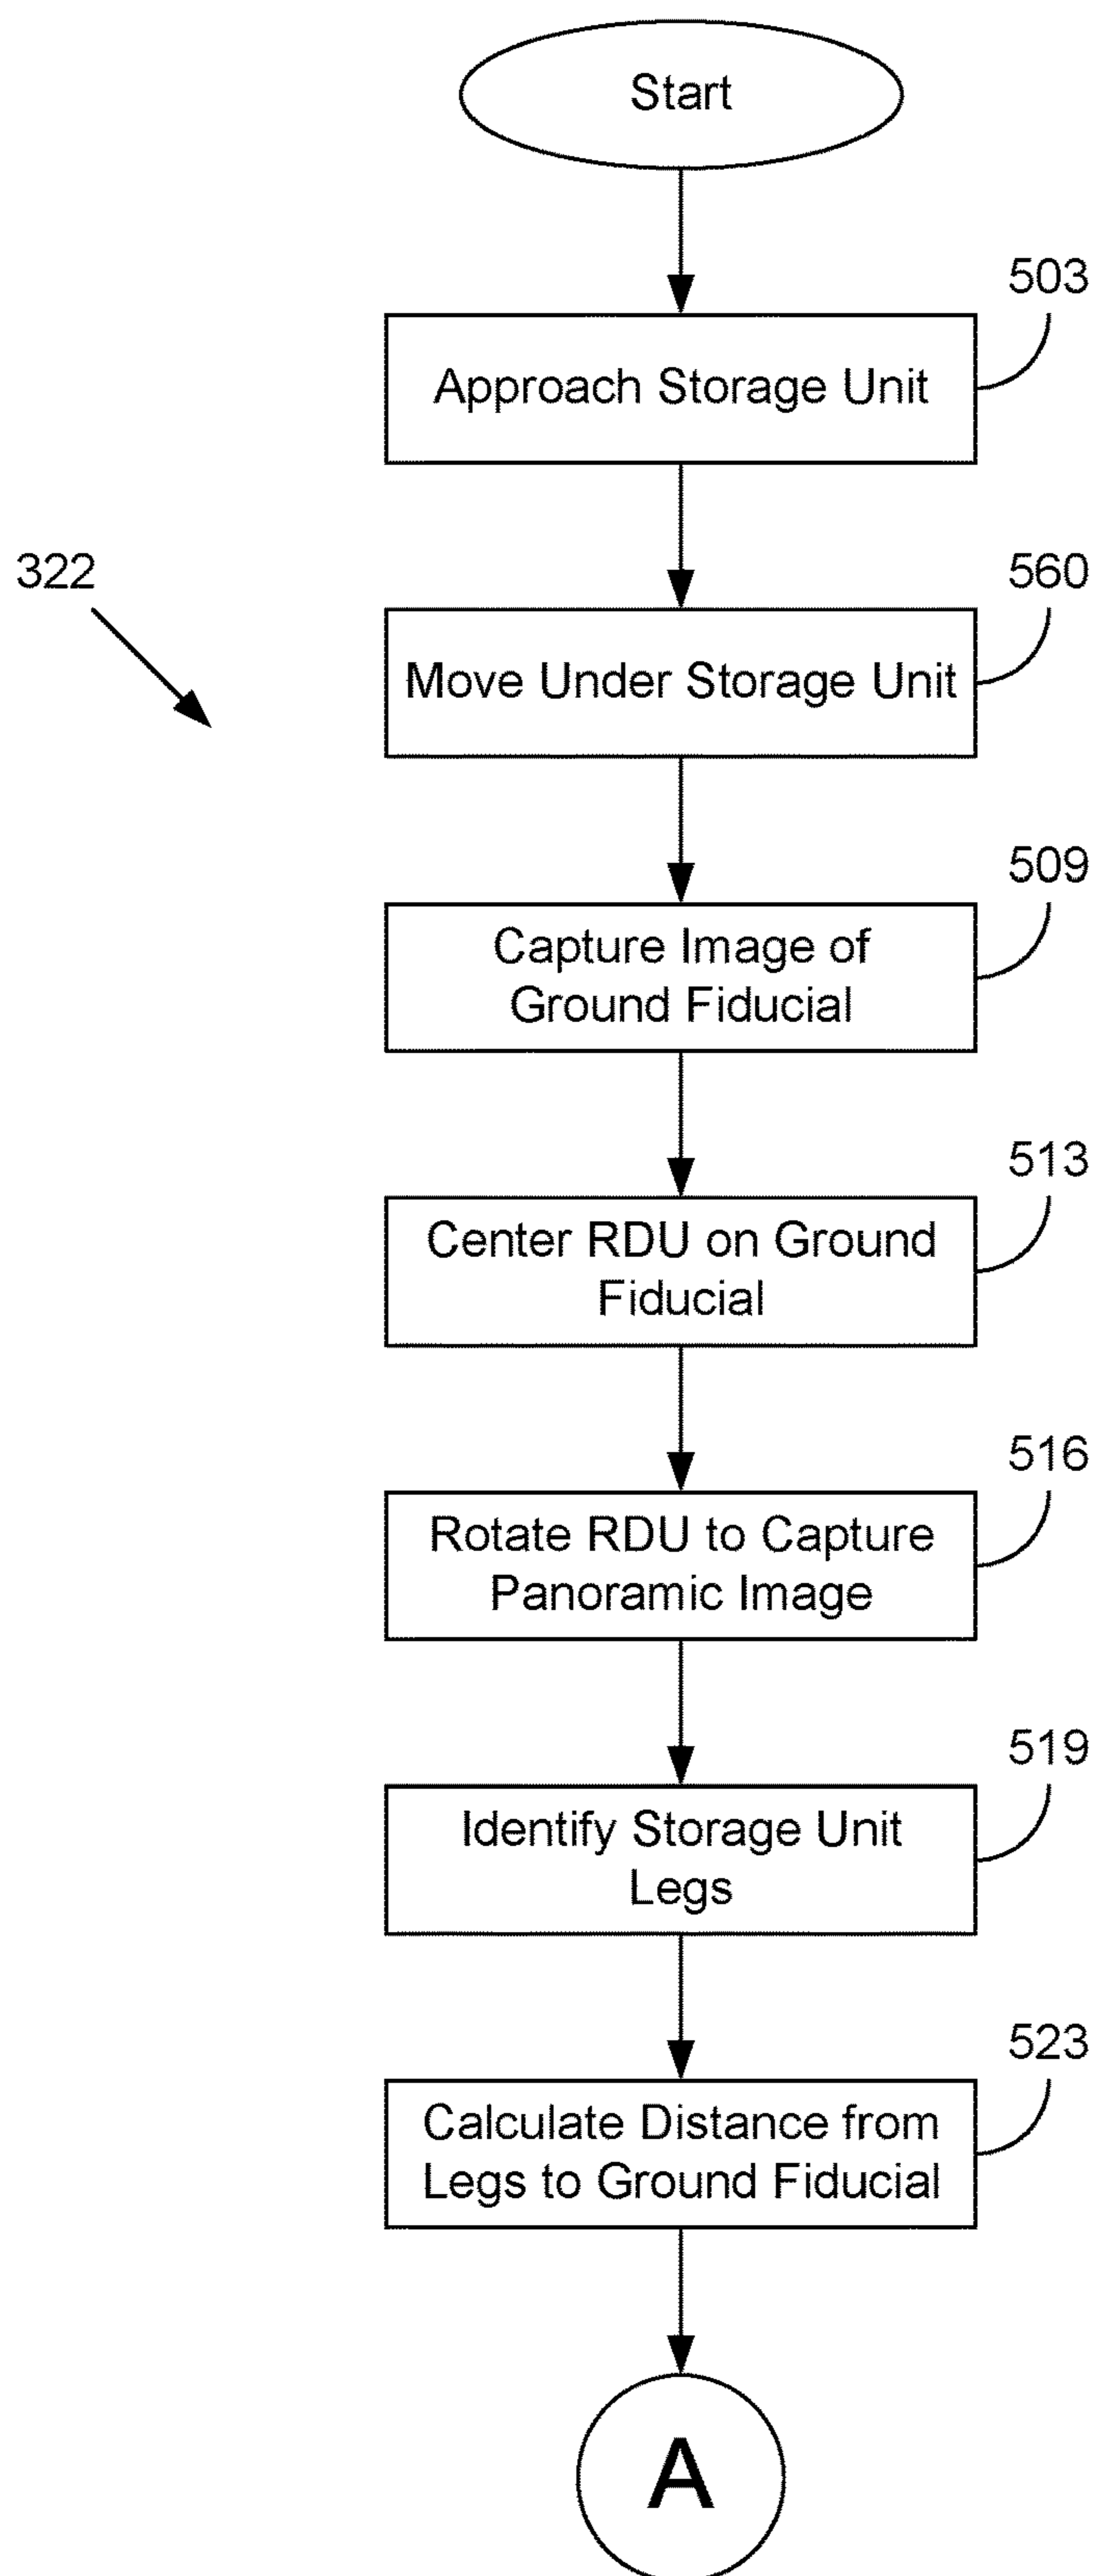 Start
503
Approach Storage Unit
322
560
Move Under Storage Unit
509
Capture Image of
Ground Fiducial
513
Center RDU on Ground
Fiducial
516
Rotate RDU to Capture
Panoramic Image
519
Identify Storage Unit
Legs
523
Calculate Distance from
Legs to Ground Fiducial
A